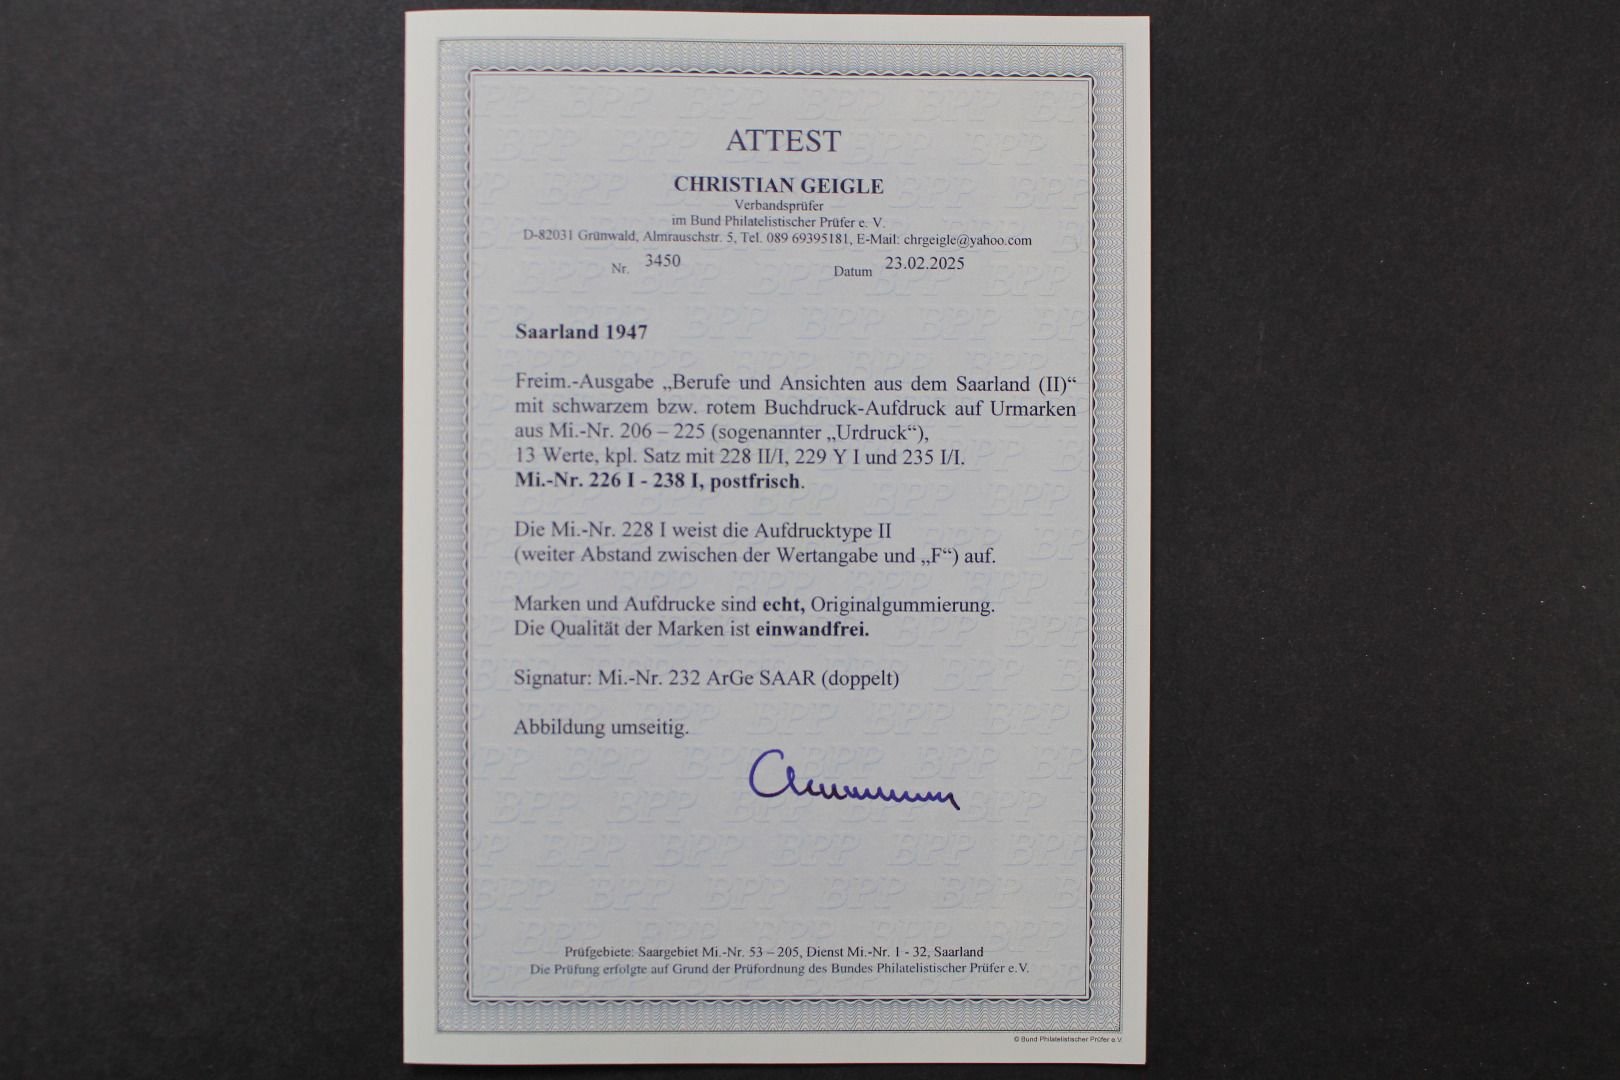 ATTEST
CHRISTIAN GEIGLE
Verbandsprüfer
im Bund Philatelistischer Prüfer e. V.
D-82031 Grünwald, Almrauschstr. 5, Tel. 089 69395181, E-Mail: chrgeigle@yahoo.com
Nr. 3450 Datum 23.02.2025
Saarland 1947
Freim.-Ausgabe „Berufe und Ansichten aus dem Saarland (II)“
mit schwarzem bzw. rotem Buchdruck-Aufdruck auf Urmarken
aus Mi.-Nr. 206 – 225 (sogenannter „Urdruck“),
13 Werte, kpl. Satz mit 228 II/I, 229 Y I und 235 I/I.
Mi.-Nr. 226 I - 238 I, postfrisch.
Die Mi.-Nr. 228 I weist die Aufdrucktype II
(weiter Abstand zwischen der Wertangabe und „F“) auf.
Marken und Aufdrucke sind echt, Originalgummierung.
Die Qualität der Marken ist einwandfrei.
Signatur: Mi.-Nr. 232 ArGe SAAR (doppelt)
Abbildung umseitig.
Prüfgebiete: Saargebiet Mi.-Nr. 53 – 205, Dienst Mi.-Nr. 1 - 32, Saarland
Die Prüfung erfolgte auf Grund der Prüfordnung des Bundes Philatelistischer Prüfer e.V.
© Bund Philatelistischer Prüfer e.V.